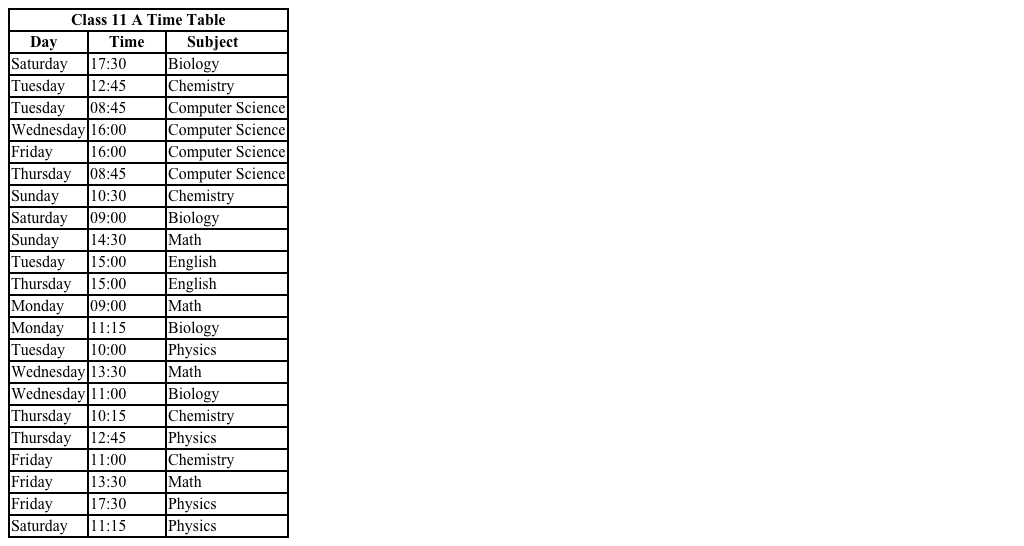 Class 11 A Time Table
Day Time Subject
Saturday 17:30 Biology
Tuesday 12:45 Chemistry
Tuesday 08:45 Computer Science
Wednesday 16:00 Computer Science
Friday 16:00 Computer Science
Thursday 08:45 Computer Science
Sunday 10:30 Chemistry
Saturday 09:00 Biology
Sunday 14:30 Math
Tuesday 15:00 English
Thursday 15:00 English
Monday 09:00 Math
Monday 11:15 Biology
Tuesday 10:00 Physics
Wednesday 13:30 Math
Wednesday 11:00 Biology
Thursday 10:15 Chemistry
Thursday 12:45 Physics
Friday 11:00 Chemistry
Friday 13:30 Math
Friday 17:30 Physics
Saturday 11:15 Physics